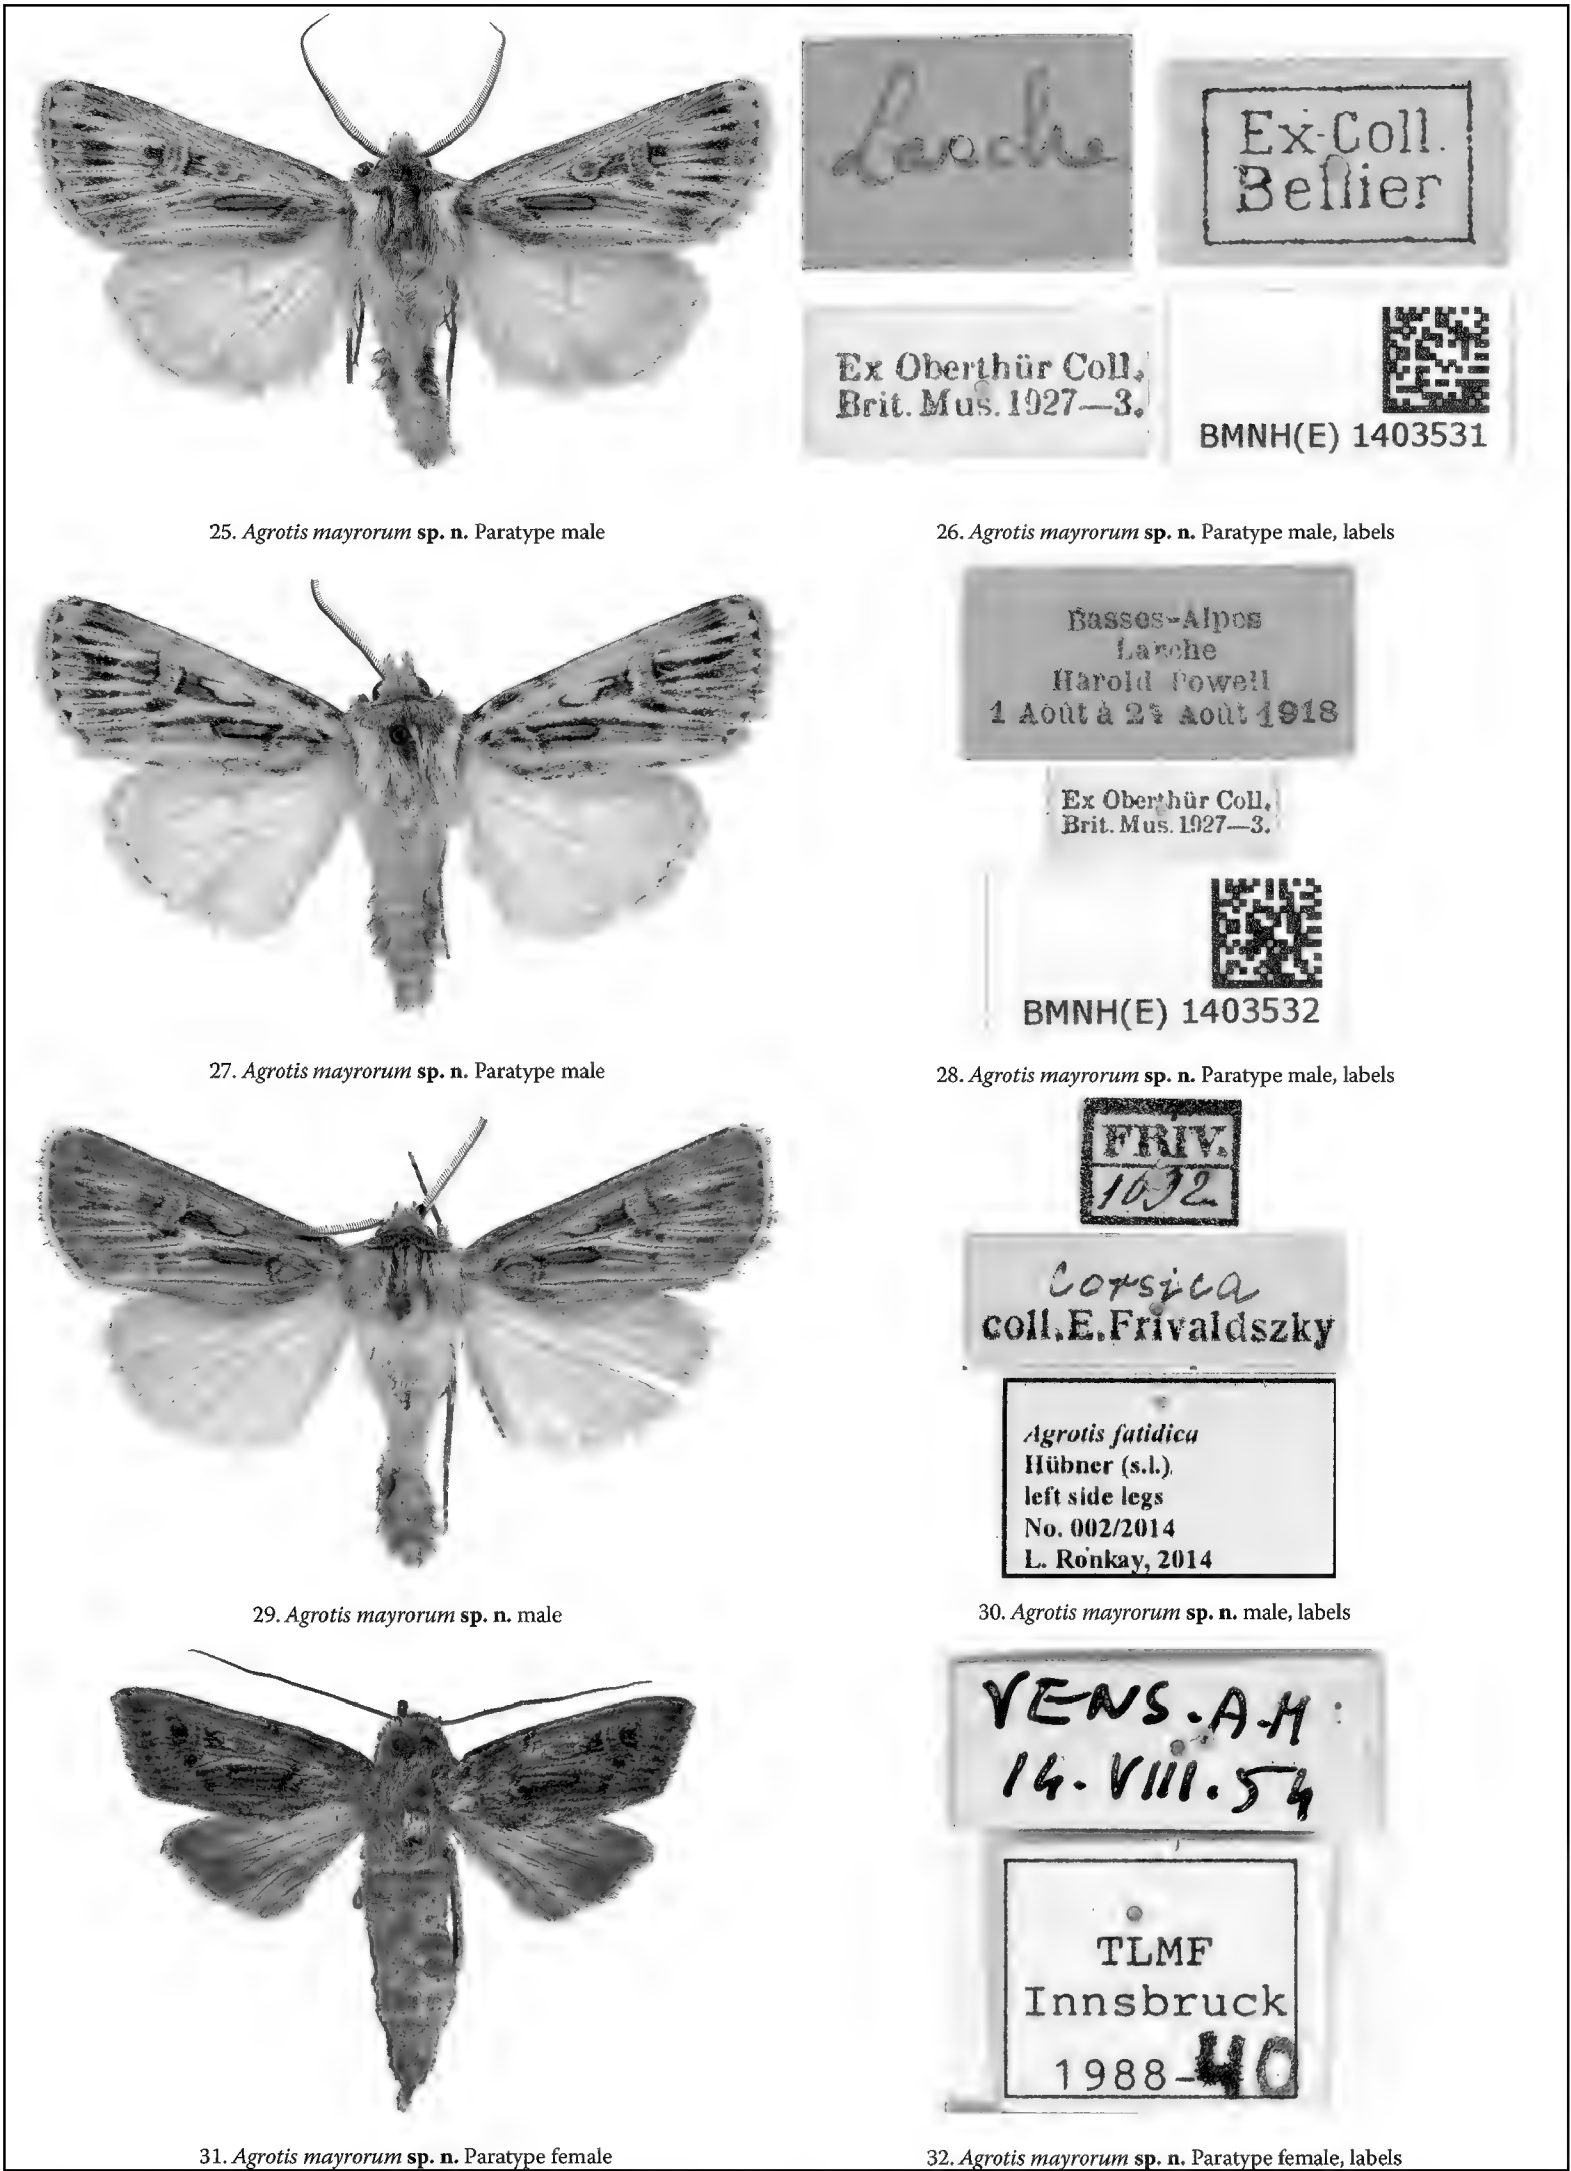 Larche
Ex-Coll.
Bellier
Ex Oberthür Coll.
Brit. Mus. 1927—3.
BMNH(E) 1403531
25. Agrotis mayrorum sp. n. Paratype male
26. Agrotis mayrorum sp. n. Paratype male, labels
Basses-Alpes
Larche
Harold Powell
1 Août à 27 Août 1918
Ex Oberthür Coll.
Brit. Mus. 1927—3.
BMNH(E) 1403532
27. Agrotis mayrorum sp. n. Paratype male
28. Agrotis mayrorum sp. n. Paratype male, labels
FRIV.
1692
Corsica
coll. E. Frivaldszky
Agrotis fatidica
Hübner (s.l.)
left side legs
No. 002/2014
L. Ronkay, 2014
29. Agrotis mayrorum sp. n. male
30. Agrotis mayrorum sp. n. male, labels
VENS. A.H.
14. VIII. 54
TLMF
Innsbruck
1988-40
31. Agrotis mayrorum sp. n. Paratype female
32. Agrotis mayrorum sp. n. Paratype female, labels